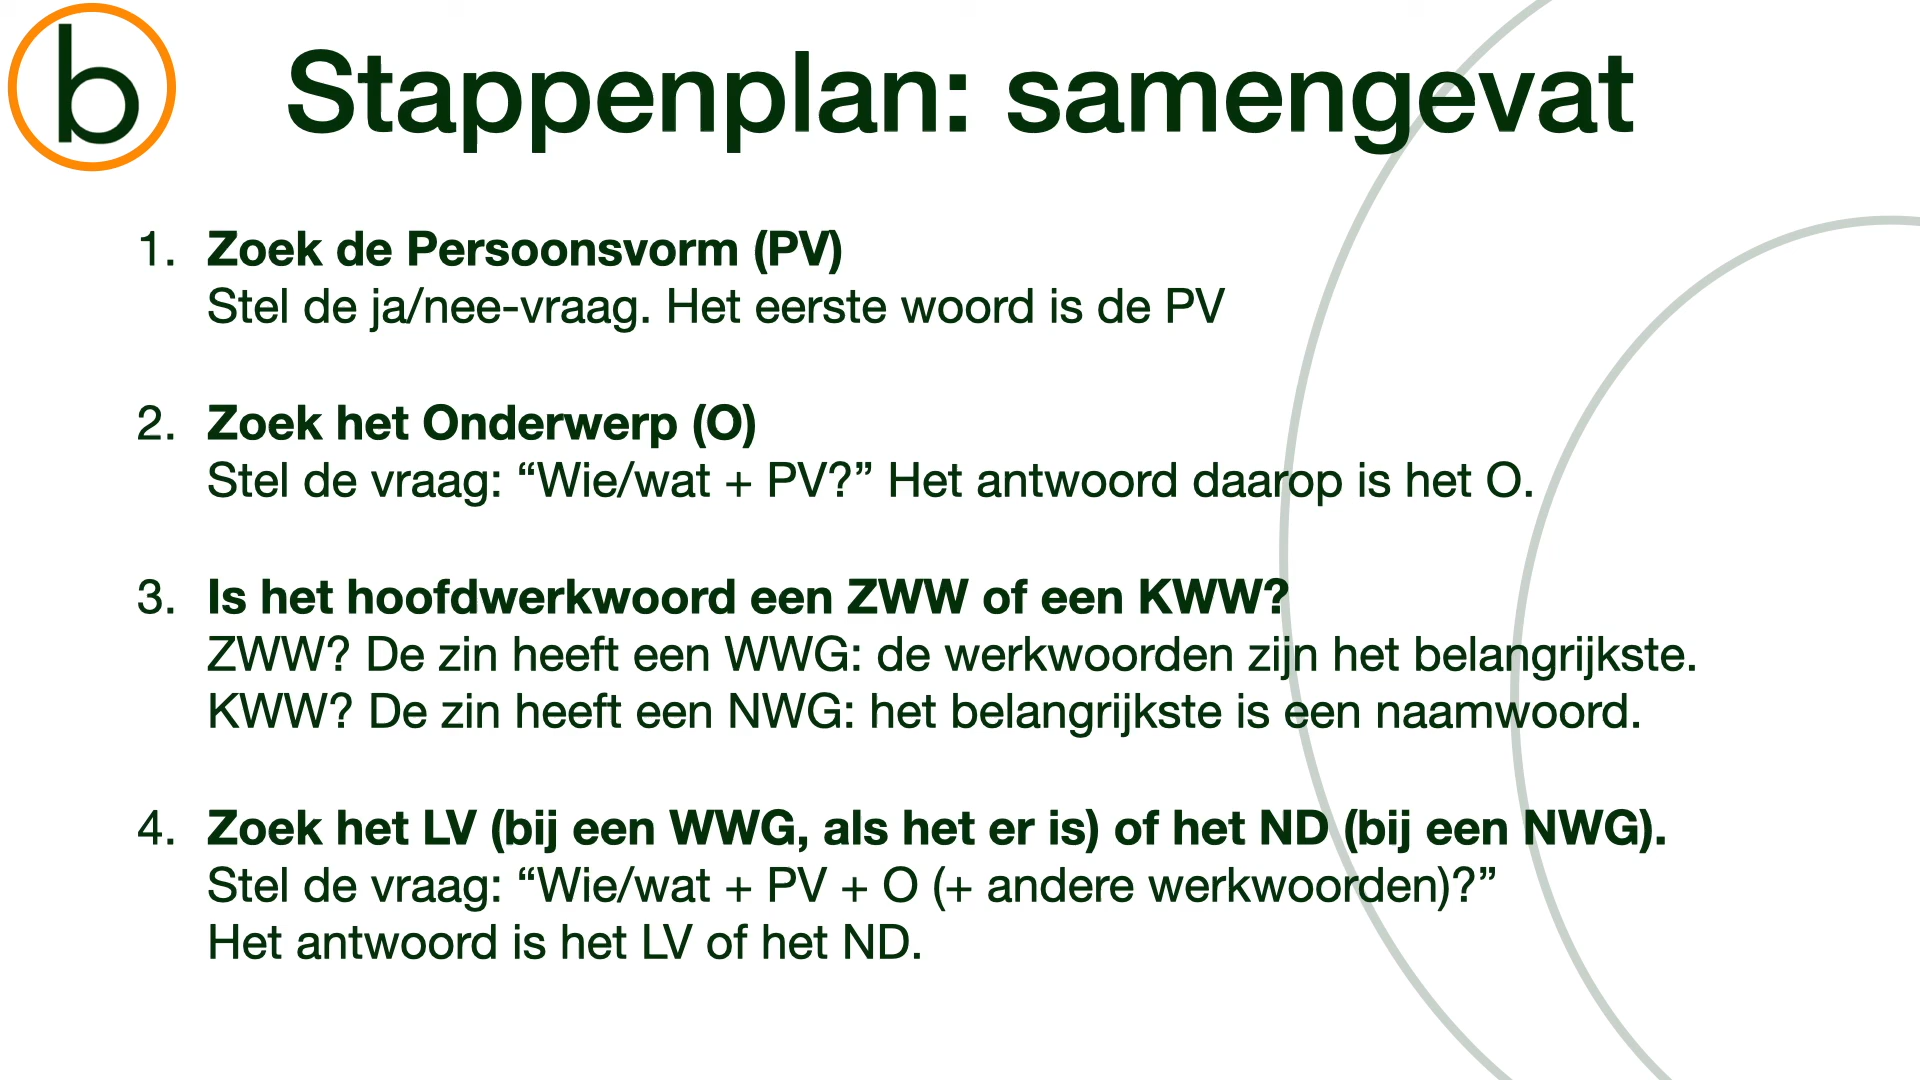 b
Stappenplan: samengevat
1. Zoek de Persoonsvorm (PV)
Stel de ja/nee-vraag. Het eerste woord is de PV
2. Zoek het Onderwerp (O)
Stel de vraag: “Wie/wat + PV?” Het antwoord daarop is het O.
3. Is het hoofdwerkwoord een ZWW of een KWW?
ZWW? De zin heeft een WWG: de werkwoorden zijn het belangrijkste.
KWW? De zin heeft een NWG: het belangrijkste is een naamwoord.
4. Zoek het LV (bij een WWG, als het er is) of het ND (bij een NWG).
Stel de vraag: “Wie/wat + PV + O (+ andere werkwoorden)?”
Het antwoord is het LV of het ND.